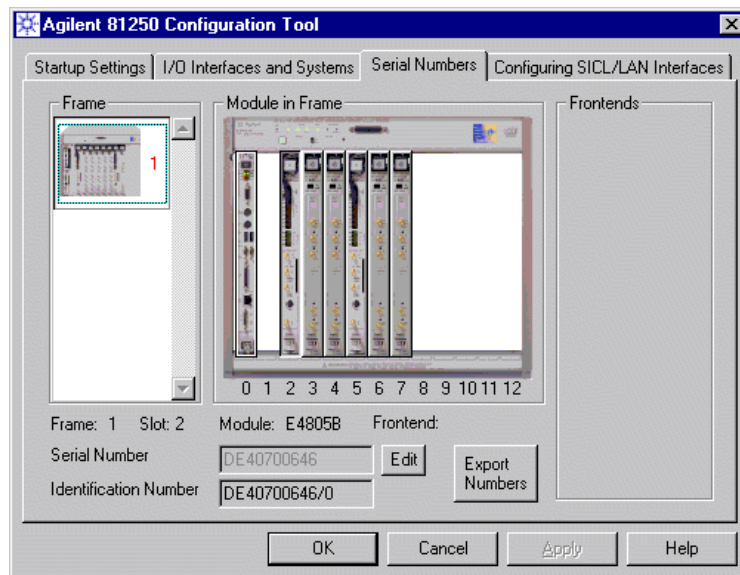 Agilent 81250 Configuration Tool
Startup Settings I/O Interfaces and Systems Serial Numbers Configuring SICL/LAN Interfaces
Frame Module in Frame Frontends
1
0 1 2 3 4 5 6 7 8 9 10 11 12
Frame: 1 Slot: 2 Module: E4805B Frontend:
Serial Number DE40700646 Edit
Export
Numbers
Identification Number DE40700646/0
OK Cancel Apply Help